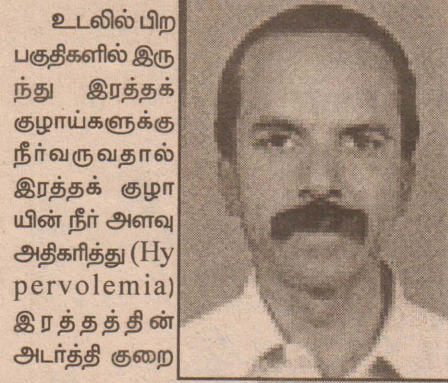 உடலில் பிற
பகுதிகளில் இரு
ந்து இரத்தக்
குழாய்களுக்கு
நீர்வருவதால்
இரத்தக் குழா
யின் நீர் அளவு
அதிகரித்து (Hy
pervolemia)
இரத்தத்தின்
அடர்த்தி குறை